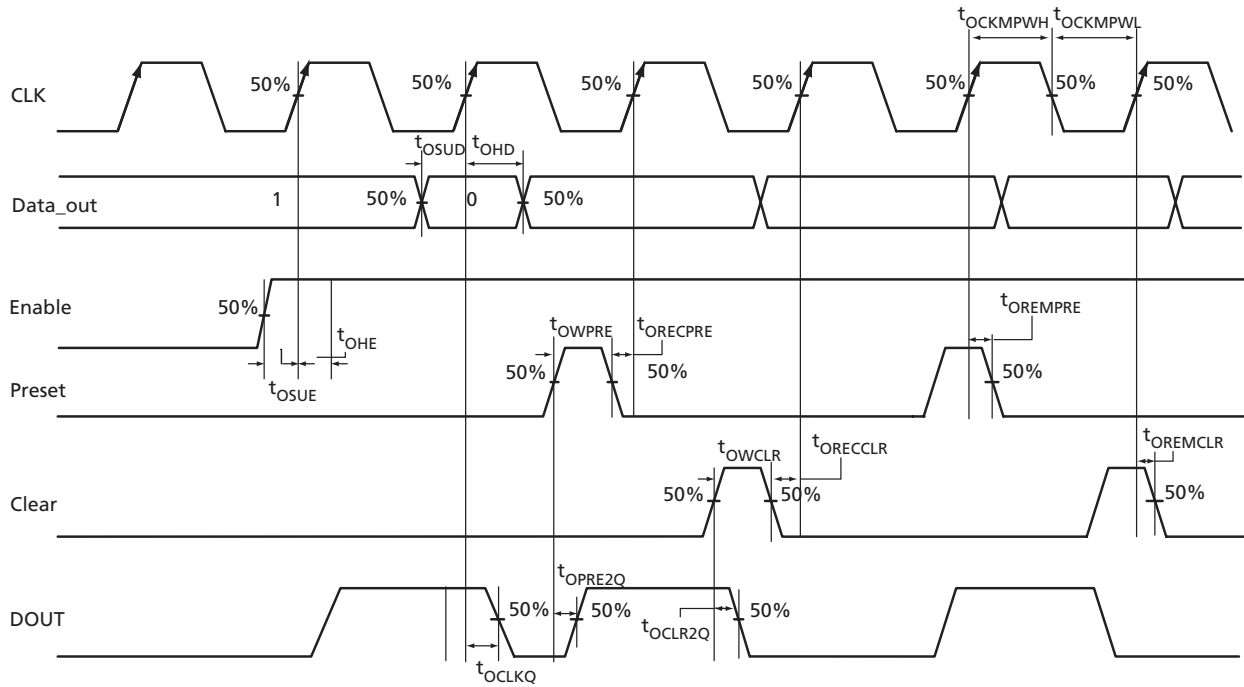 tOCKMPWH tOCKMPWL
CLK 50% 50% 50% 50% 50% 50% 50%
tOSUD tOHD
Data_out 1 50% 0 50%
Enable 50%
tOHE tOWPRE tORECPRE tOREMPRE
tOSUE
Preset 50% 50% 50%
tOWCLR tORECCLR tOREMCLR
Clear 50% 50% 50%
tOPRE2Q
DOUT 50% 50% tOCLR2Q 50%
tOCLKQ